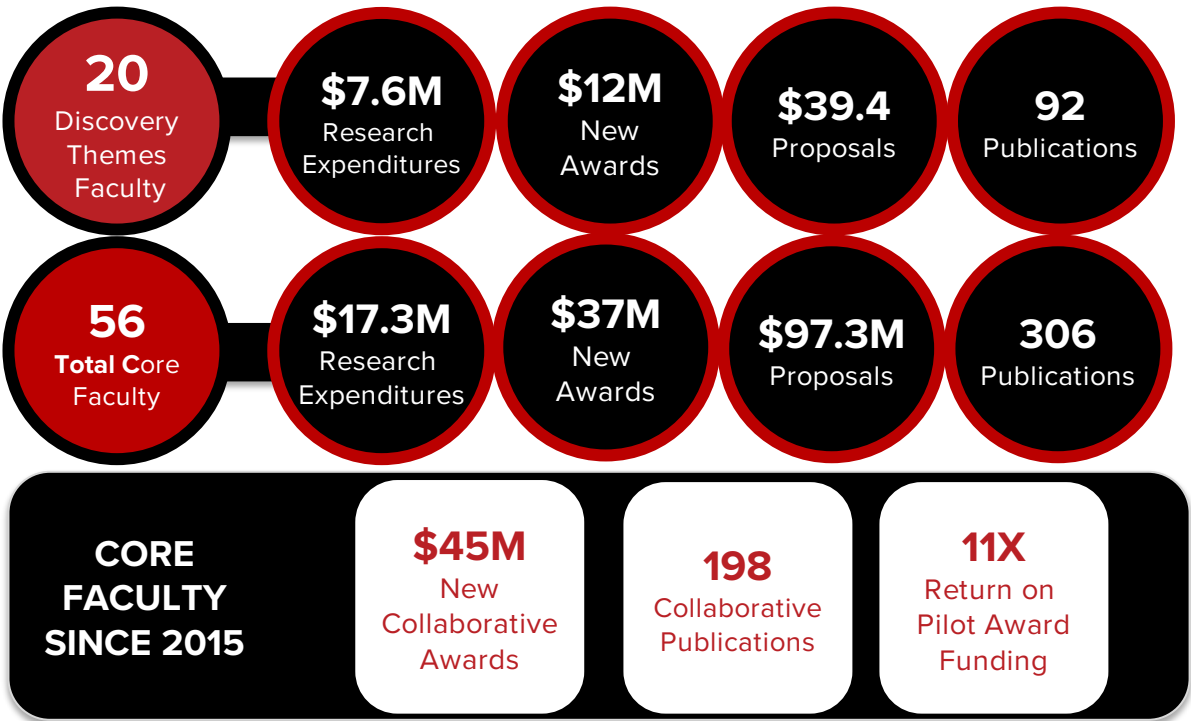 20
Discovery
Themes
Faculty
$7.6M
Research
Expenditures
$12M
New
Awards
$39.4
Proposals
92
Publications
56
Total Core
Faculty
$17.3M
Research
Expenditures
$37M
New
Awards
$97.3M
Proposals
306
Publications
CORE
FACULTY
SINCE 2015
$45M
New
Collaborative
Awards
198
Collaborative
Publications
11X
Return on
Pilot Award
Funding